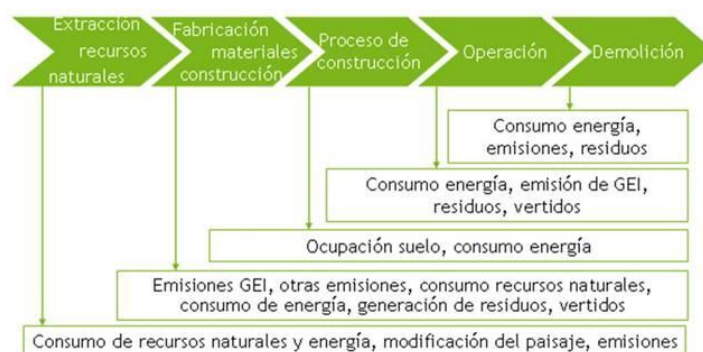 Extracción
recursos
naturales
Fabricación
materiales
construcción
Proceso de
construcción
Operación
Demolición
Consumo energía,
emisiones, residuos
Consumo energía, emisión de GEI,
residuos, vertidos
Ocupación suelo, consumo energía
Emisiones GEI, otras emisiones, consumo recursos naturales,
consumo de energía, generación de residuos, vertidos
Consumo de recursos naturales y energía, modificación del paisaje, emisiones